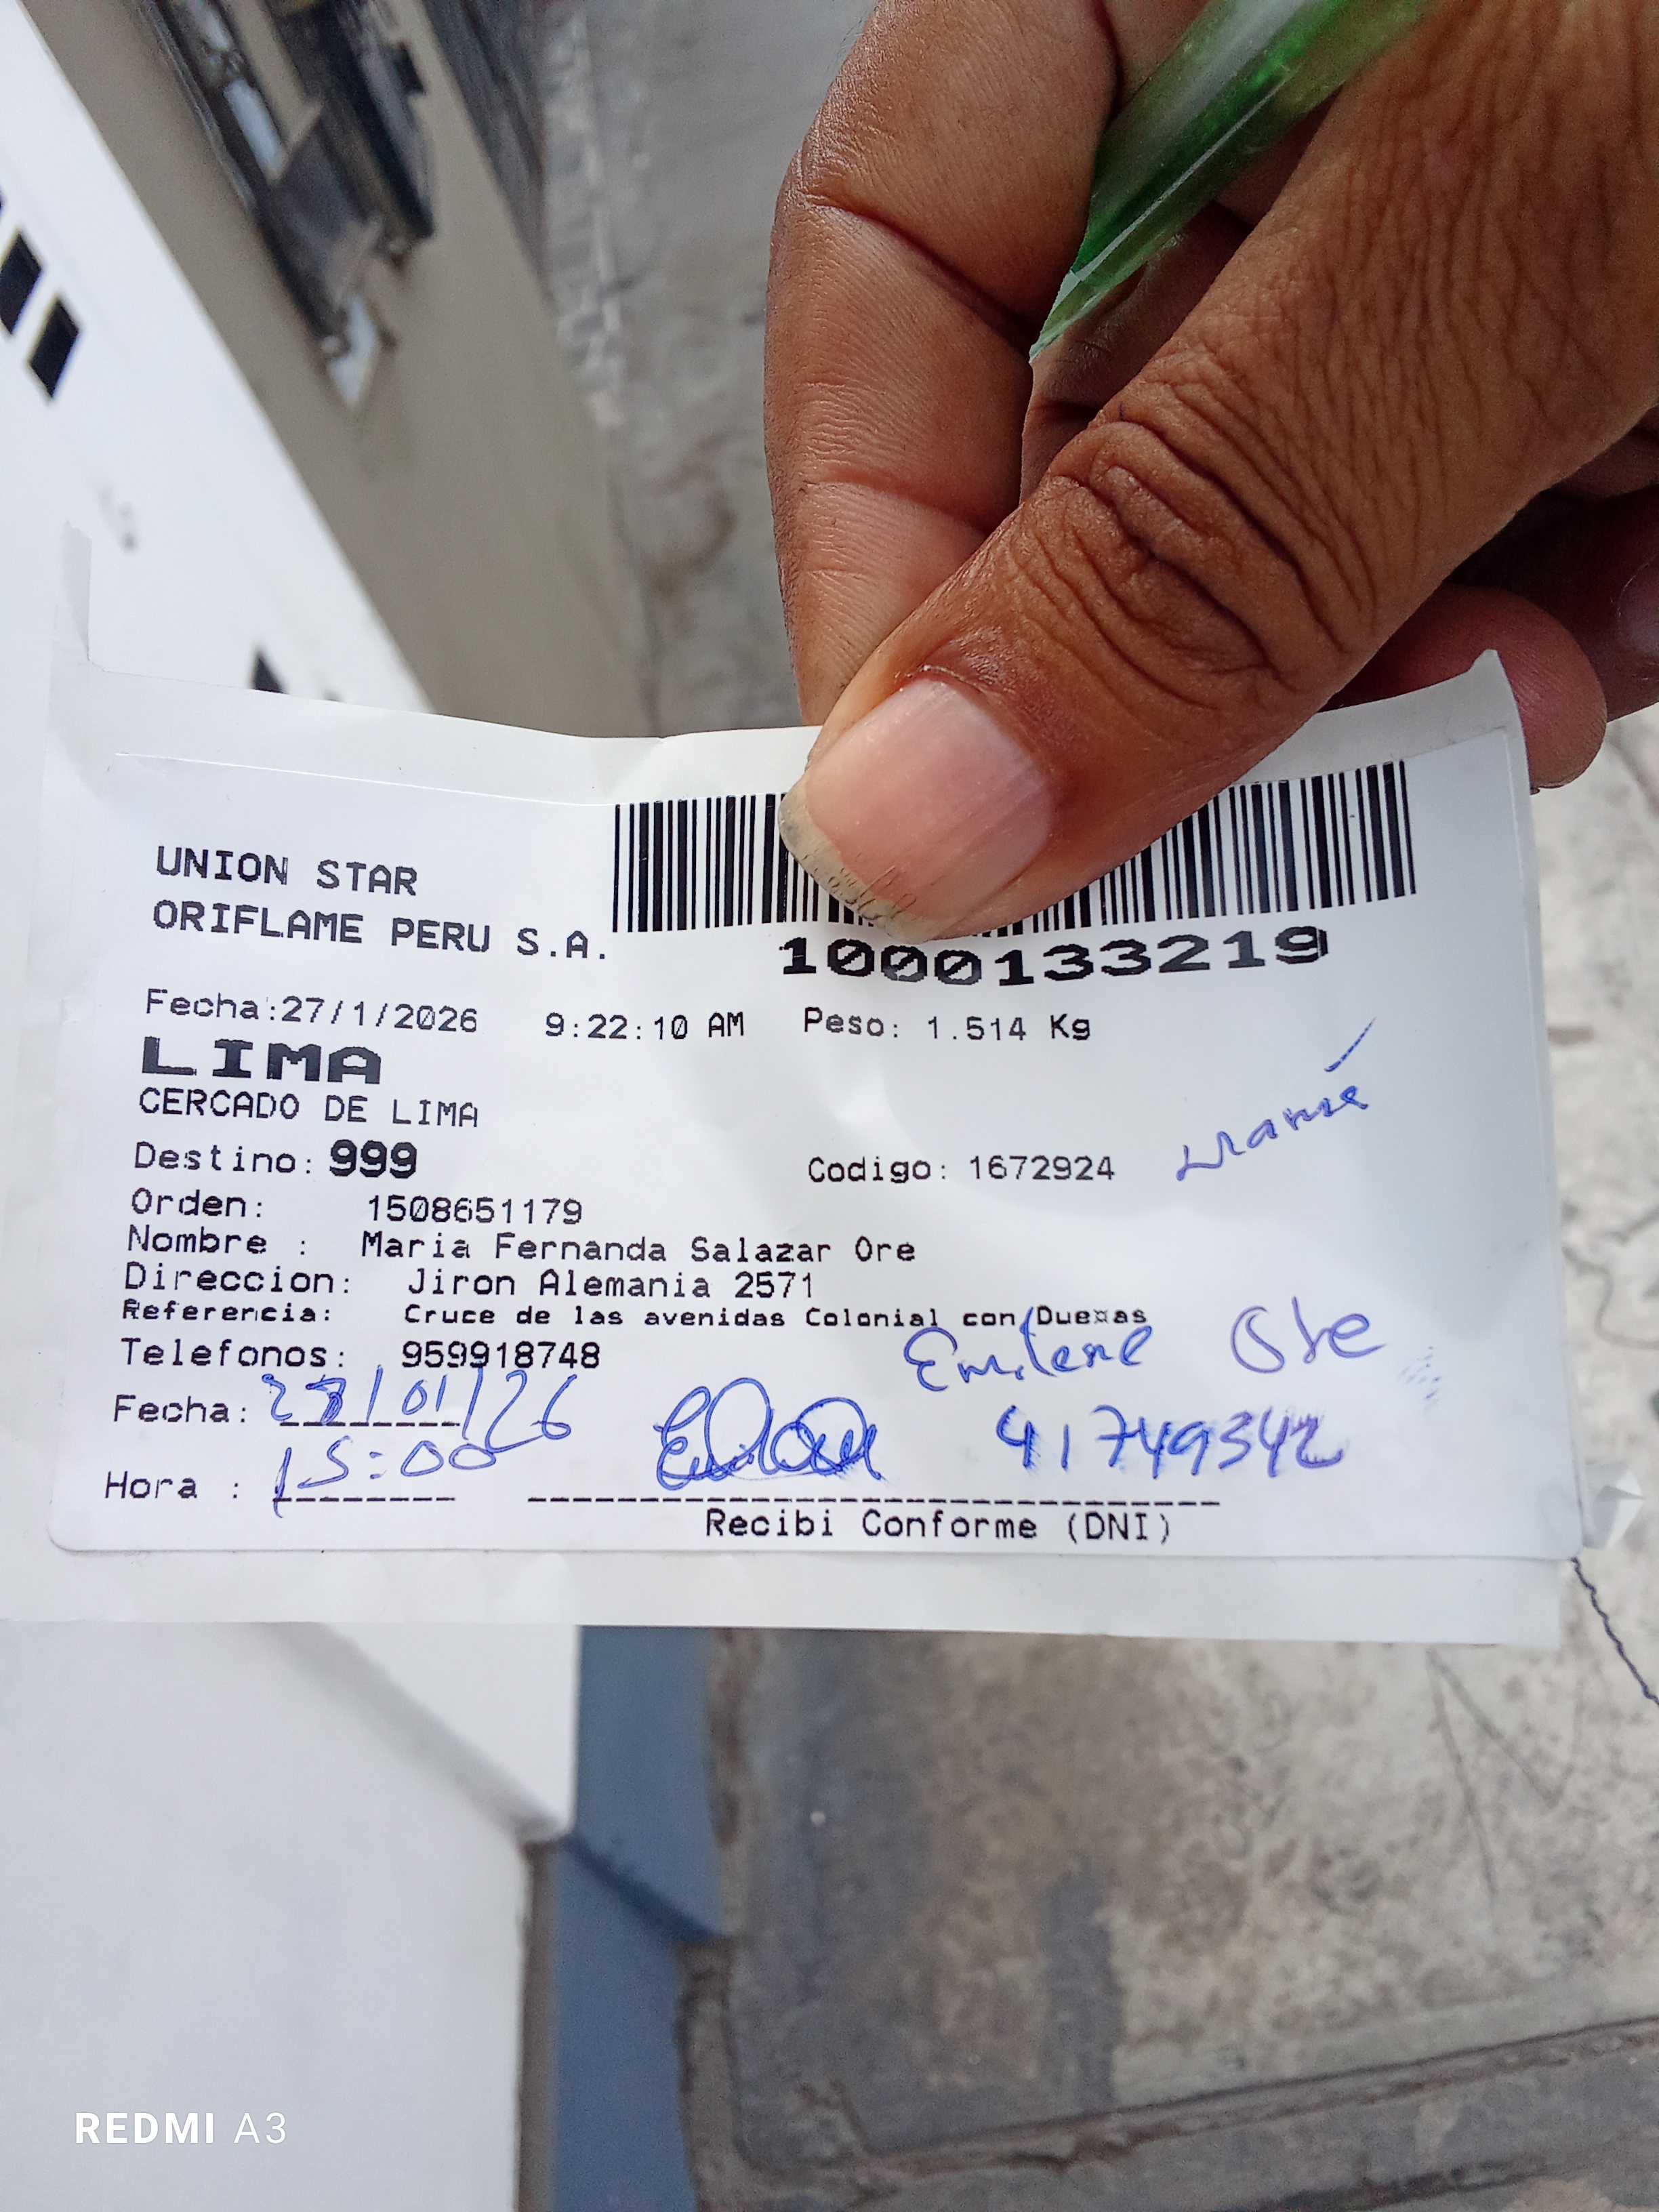 UNION STAR
ORIFLAME PERU S.A.
1000133219
Fecha:27/1/2026 9:22:10 AM Peso: 1.514 Kg
LIMA
CERCADO DE LIMA
Destino: 999 Codigo: 1672924
Orden: 1508651179
Nombre : Maria Fernanda Salazar Ore
Direccion: Jiron Alemania 2571
Referencia: Cruce de las avenidas Colonial con Due¤as
Telefonos: 959918748
Ore
Fecha: 28/01/26
41749342
Hora : 15:00
Recibi Conforme (DNI)
REDMI A3